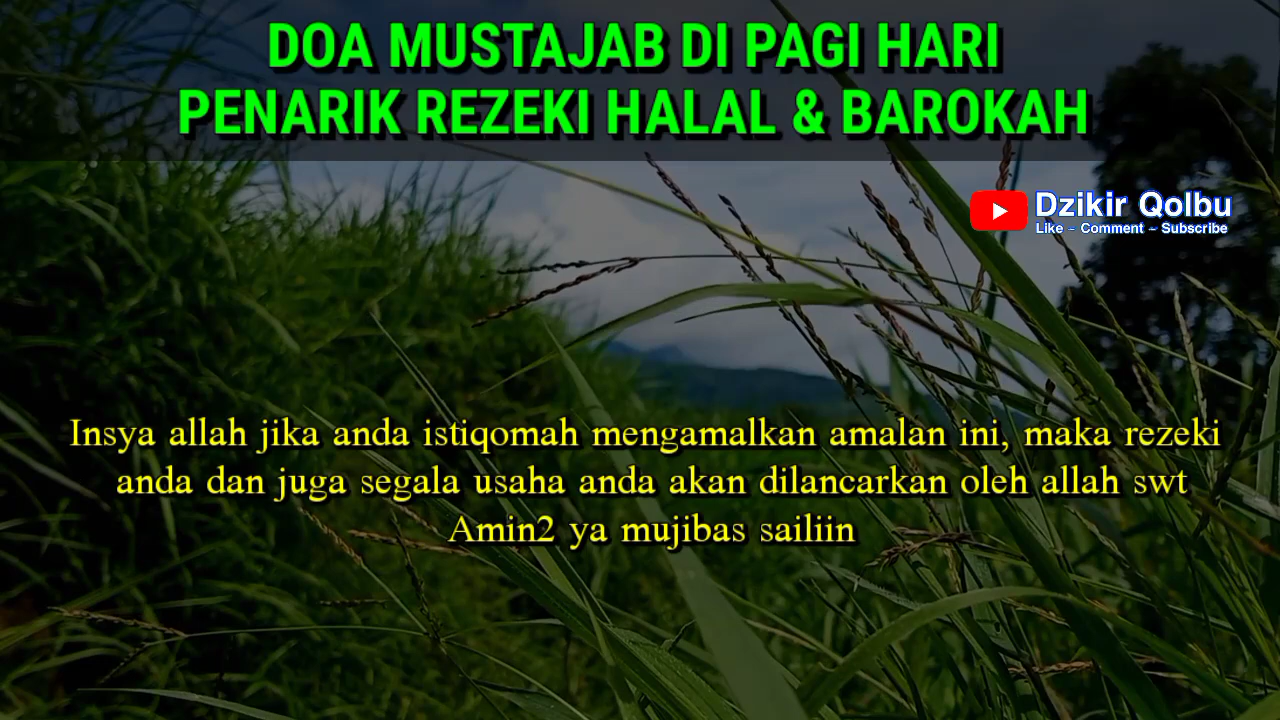 DOA MUSTAJAB DI PAGI HARI
PENARIK REZEKI HALAL & BAROKAH
Dzikir Qolbu
Like - Comment - Subscribe
Insya allah jika anda istiqomah mengamalkan amalan ini, maka rezeki
anda dan juga segala usaha anda akan dilancarkan oleh allah swt
Amin2 ya mujibas sailiin